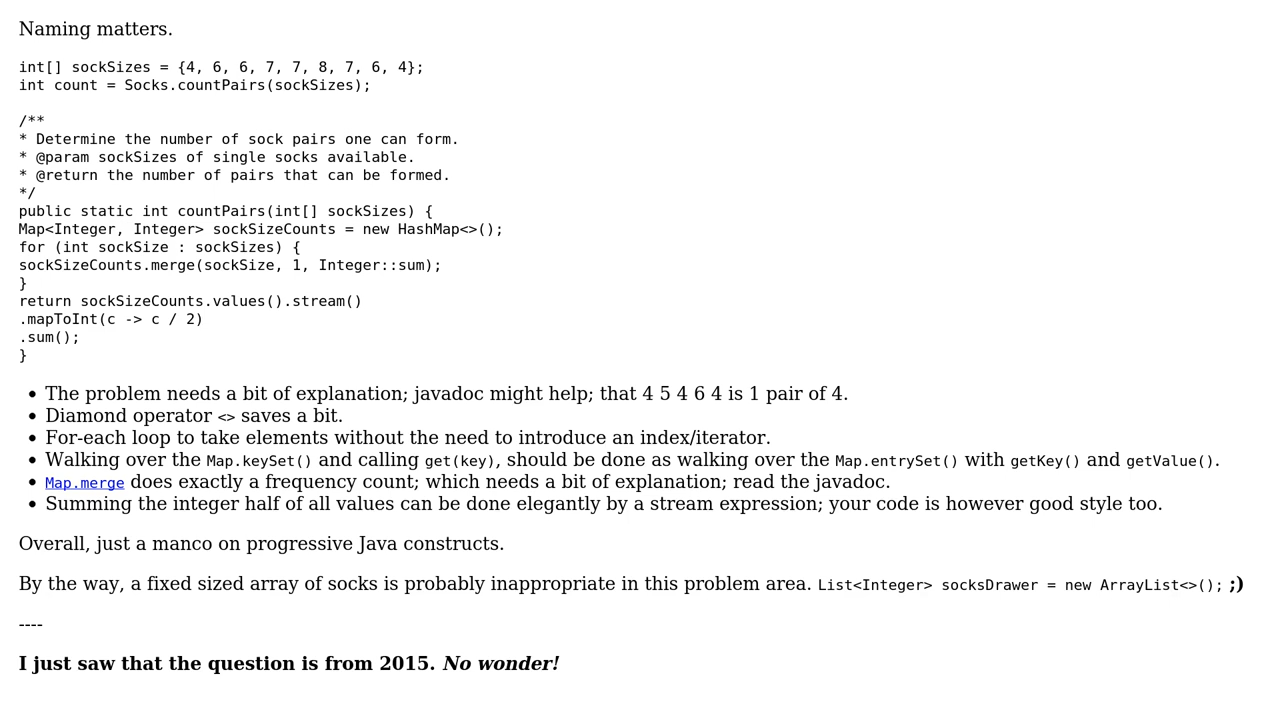 Naming matters.
int[] sockSizes = {4, 6, 6, 7, 7, 8, 7, 6, 4};
int count = Socks.countPairs(sockSizes);
/**
* Determine the number of sock pairs one can form.
* @param sockSizes of single socks available.
* @return the number of pairs that can be formed.
*/
public static int countPairs(int[] sockSizes) {
Map<Integer, Integer> sockSizeCounts = new HashMap<>();
for (int sockSize : sockSizes) {
sockSizeCounts.merge(sockSize, 1, Integer::sum);
}
return sockSizeCounts.values().stream()
.mapToInt(c -> c / 2)
.sum();
}
• The problem needs a bit of explanation; javadoc might help; that 4 5 4 6 4 is 1 pair of 4.
• Diamond operator <> saves a bit.
• For-each loop to take elements without the need to introduce an index/iterator.
• Walking over the Map.keySet() and calling get(key), should be done as walking over the Map.entrySet() with getKey() and getValue().
• Map.merge does exactly a frequency count; which needs a bit of explanation; read the javadoc.
• Summing the integer half of all values can be done elegantly by a stream expression; your code is however good style too.
Overall, just a manco on progressive Java constructs.
By the way, a fixed sized array of socks is probably inappropriate in this problem area. List<Integer> socksDrawer = new ArrayList<>(); ;)
----
I just saw that the question is from 2015. No wonder!